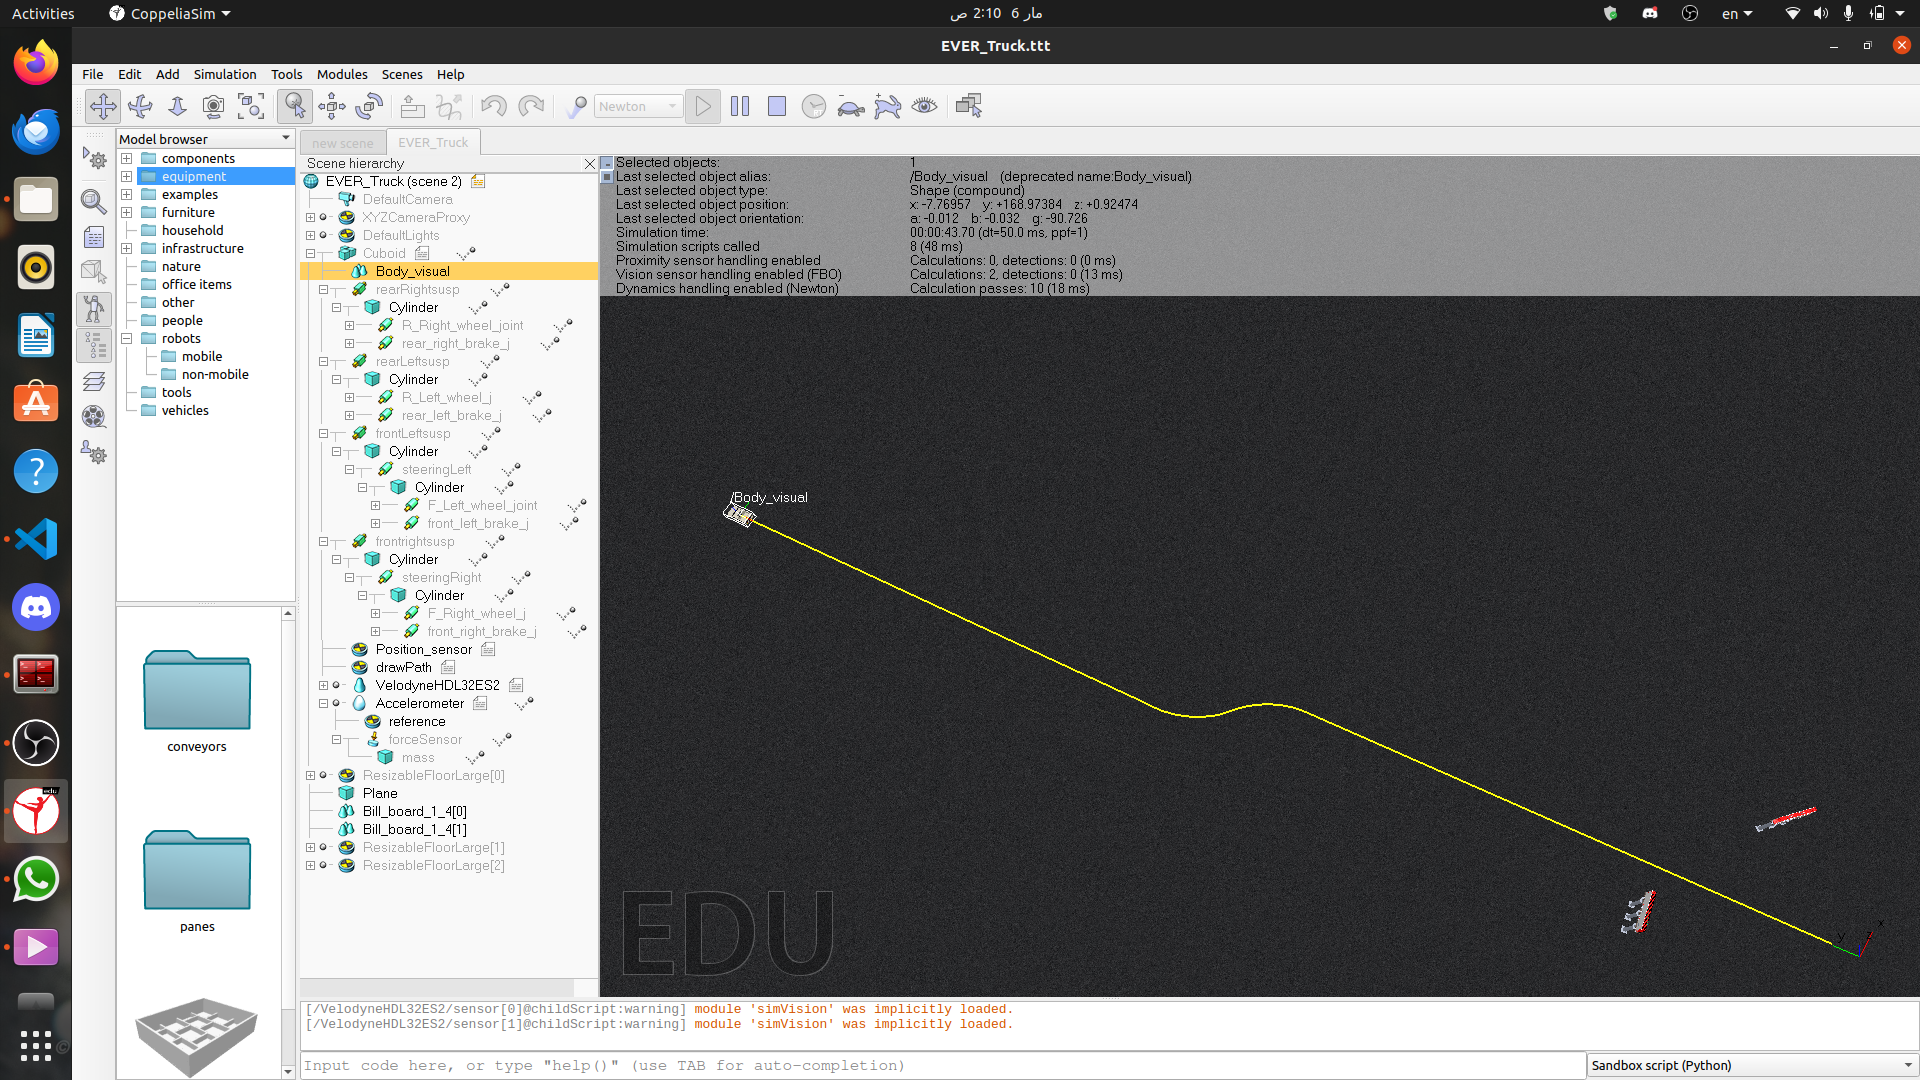 Activities
CoppeliaSim
2:10 ص  6 مار
en
EVER_Truck.ttt
File Edit Add Simulation Tools Modules Scenes Help
Newton
Model browser
components
equipment
examples
furniture
household
infrastructure
nature
office items
other
people
robots
mobile
non-mobile
tools
vehicles
conveyors
panes
new scene
EVER_Truck
Scene hierarchy
EVER_Truck (scene 2)
DefaultCamera
XYZCameraProxy
DefaultLights
Cuboid
Body_visual
rearRightsusp
Cylinder
R_Right_wheel_joint
rear_right_brake_j
rearLeftsusp
Cylinder
R_Left_wheel_j
rear_left_brake_j
frontLeftsusp
Cylinder
steeringLeft
Cylinder
F_Left_wheel_joint
front_left_brake_j
frontrightsusp
Cylinder
steeringRight
Cylinder
F_Right_wheel_j
front_right_brake_j
Position_sensor
drawPath
VelodyneHDL32ES2
Accelerometer
reference
forceSensor
mass
ResizableFloorLarge[0]
Plane
Bill_board_1_4[0]
Bill_board_1_4[1]
ResizableFloorLarge[1]
ResizableFloorLarge[2]
Selected objects: 1
Last selected object alias: /Body_visual (deprecated name:Body_visual)
Last selected object type: Shape (compound)
Last selected object position: x: -7.76957 y: +168.97384 z: +0.92474
Last selected object orientation: a: -0.012 b: -0.032 g: -90.726
Simulation time: 00:00:43.70 (dt=50.0 ms, ppf=1)
Simulation scripts called 8 (48 ms)
Proximity sensor handling enabled Calculations: 0, detections: 0 (0 ms)
Vision sensor handling enabled (FBO) Calculations: 2, detections: 0 (13 ms)
Dynamics handling enabled (Newton) Calculation passes: 10 (18 ms)
/Body_visual
y z x
EDU
[/VelodyneHDL32ES2/sensor[0]@childScript:warning] module 'simVision' was implicitly loaded.
[/VelodyneHDL32ES2/sensor[1]@childScript:warning] module 'simVision' was implicitly loaded.
Input code here, or type "help()" (use TAB for auto-completion)
Sandbox script (Python)
edu